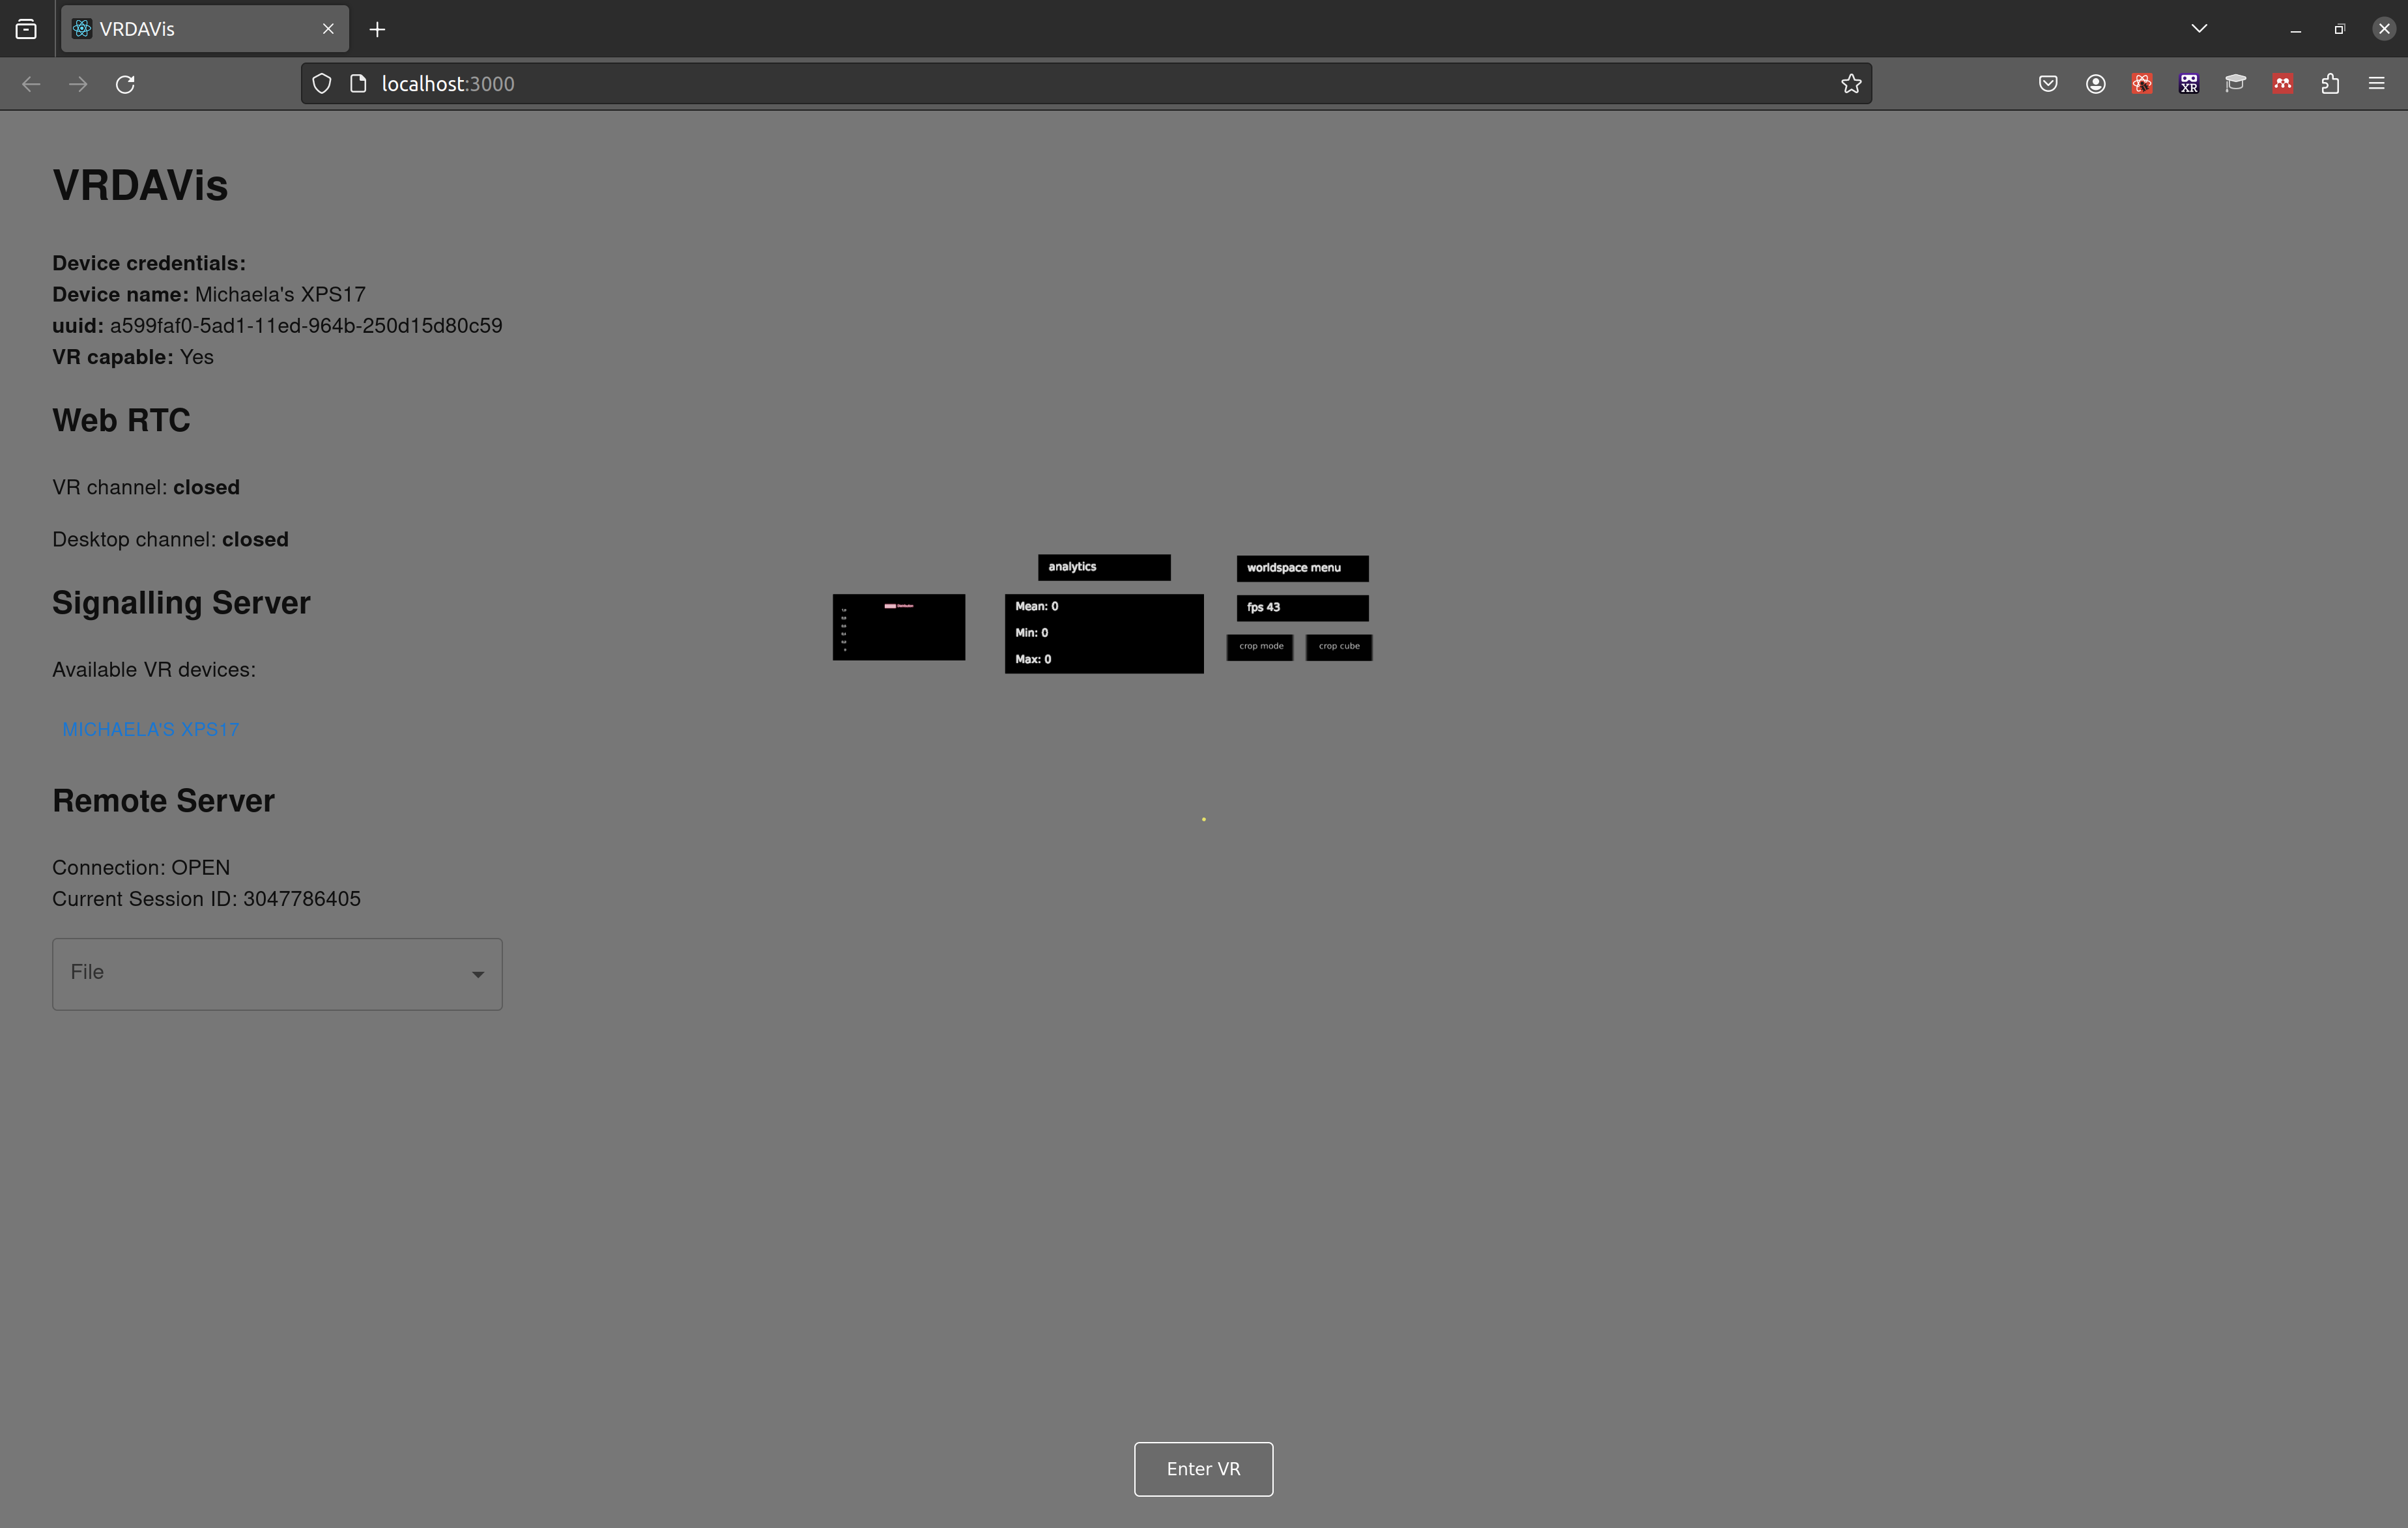 VRDAVis
localhost:3000
XR
VRDAVis
Device credentials:
Device name: Michaela's XPS17
uuid: a599faf0-5ad1-11ed-964b-250d15d80c59
VR capable: Yes
Web RTC
VR channel: closed
Desktop channel: closed
Signalling Server
Available VR devices:
MICHAELA'S XPS17
Remote Server
Connection: OPEN
Current Session ID: 3047786405
File
analytics
Mean: 0
Min: 0
Max: 0
worldspace menu
fps 43
crop mode
crop cube
Enter VR